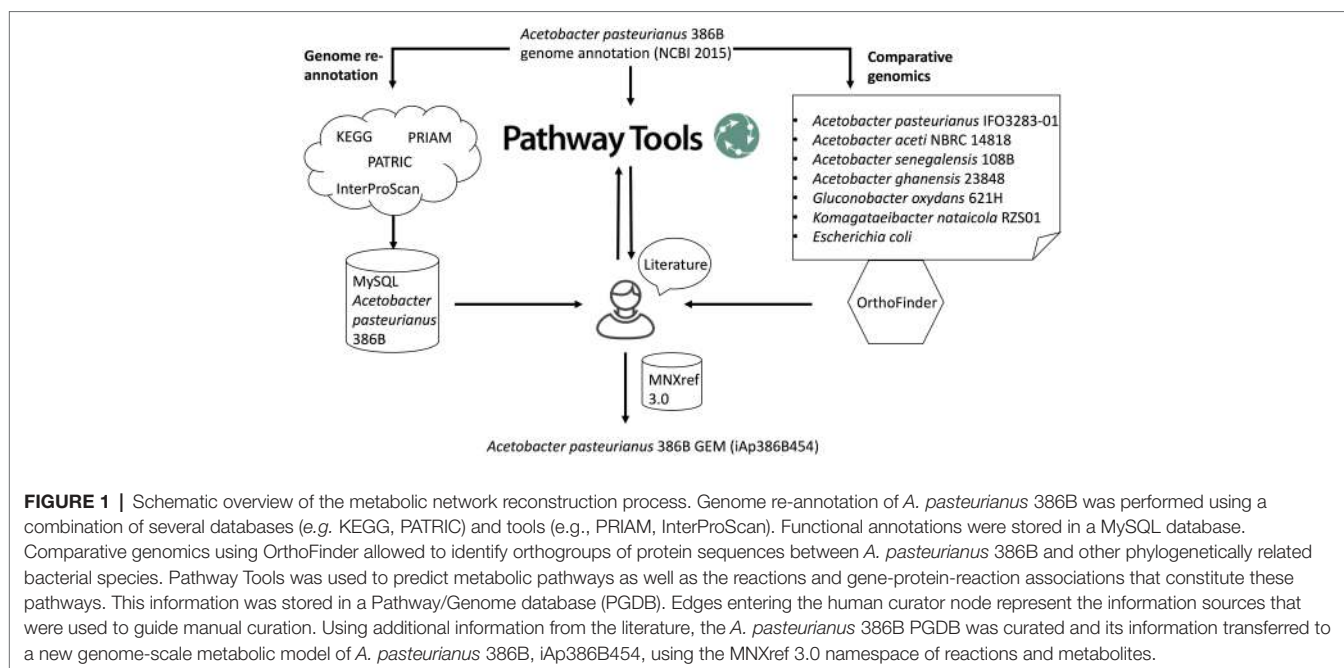 Acetobacter pasteurianus 386B
genome annotation (NCBI 2015)
Genome re-
annotation
Comparative
genomics
KEGG
PRIAM
PATRIC
InterProScan
Pathway Tools
• Acetobacter pasteurianus IFO3283-01
• Acetobacter aceti NBRC 14818
• Acetobacter senegalensis 108B
• Acetobacter ghanensis 23848
• Gluconobacter oxydans 621H
• Komagataeibacter nataicola RZS01
• Escherichia coli
MySQL
Acetobacter
pasteurianus
386B
Literature
OrthoFinder
MNXref
3.0
Acetobacter pasteurianus 386B GEM (iAp386B454)
FIGURE 1 | Schematic overview of the metabolic network reconstruction process. Genome re-annotation of A. pasteurianus 386B was performed using a
combination of several databases (e.g. KEGG, PATRIC) and tools (e.g., PRIAM, InterProScan). Functional annotations were stored in a MySQL database.
Comparative genomics using OrthoFinder allowed to identify orthogroups of protein sequences between A. pasteurianus 386B and other phylogenetically related
bacterial species. Pathway Tools was used to predict metabolic pathways as well as the reactions and gene-protein-reaction associations that constitute these
pathways. This information was stored in a Pathway/Genome database (PGDB). Edges entering the human curator node represent the information sources that
were used to guide manual curation. Using additional information from the literature, the A. pasteurianus 386B PGDB was curated and its information transferred to
a new genome-scale metabolic model of A. pasteurianus 386B, iAp386B454, using the MNXref 3.0 namespace of reactions and metabolites.